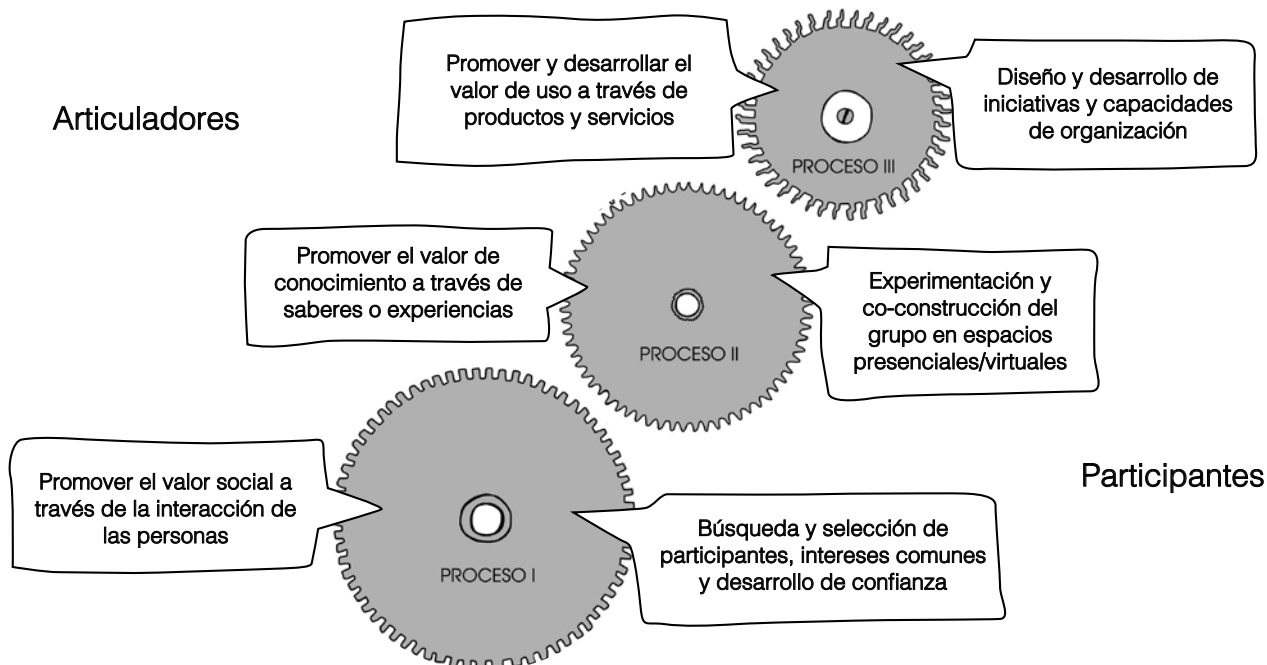 Promover y desarrollar el
valor de uso a través de
productos y servicios
Diseño y desarrollo de
iniciativas y capacidades
de organización
Articuladores
PROCESO III
Promover el valor de
conocimiento a través de
saberes o experiencias
Experimentación y
co-construcción del
grupo en espacios
presenciales/virtuales
PROCESO II
Promover el valor social a
través de la interacción de
las personas
Participantes
Búsqueda y selección de
participantes, intereses comunes
y desarrollo de confianza
PROCESO I